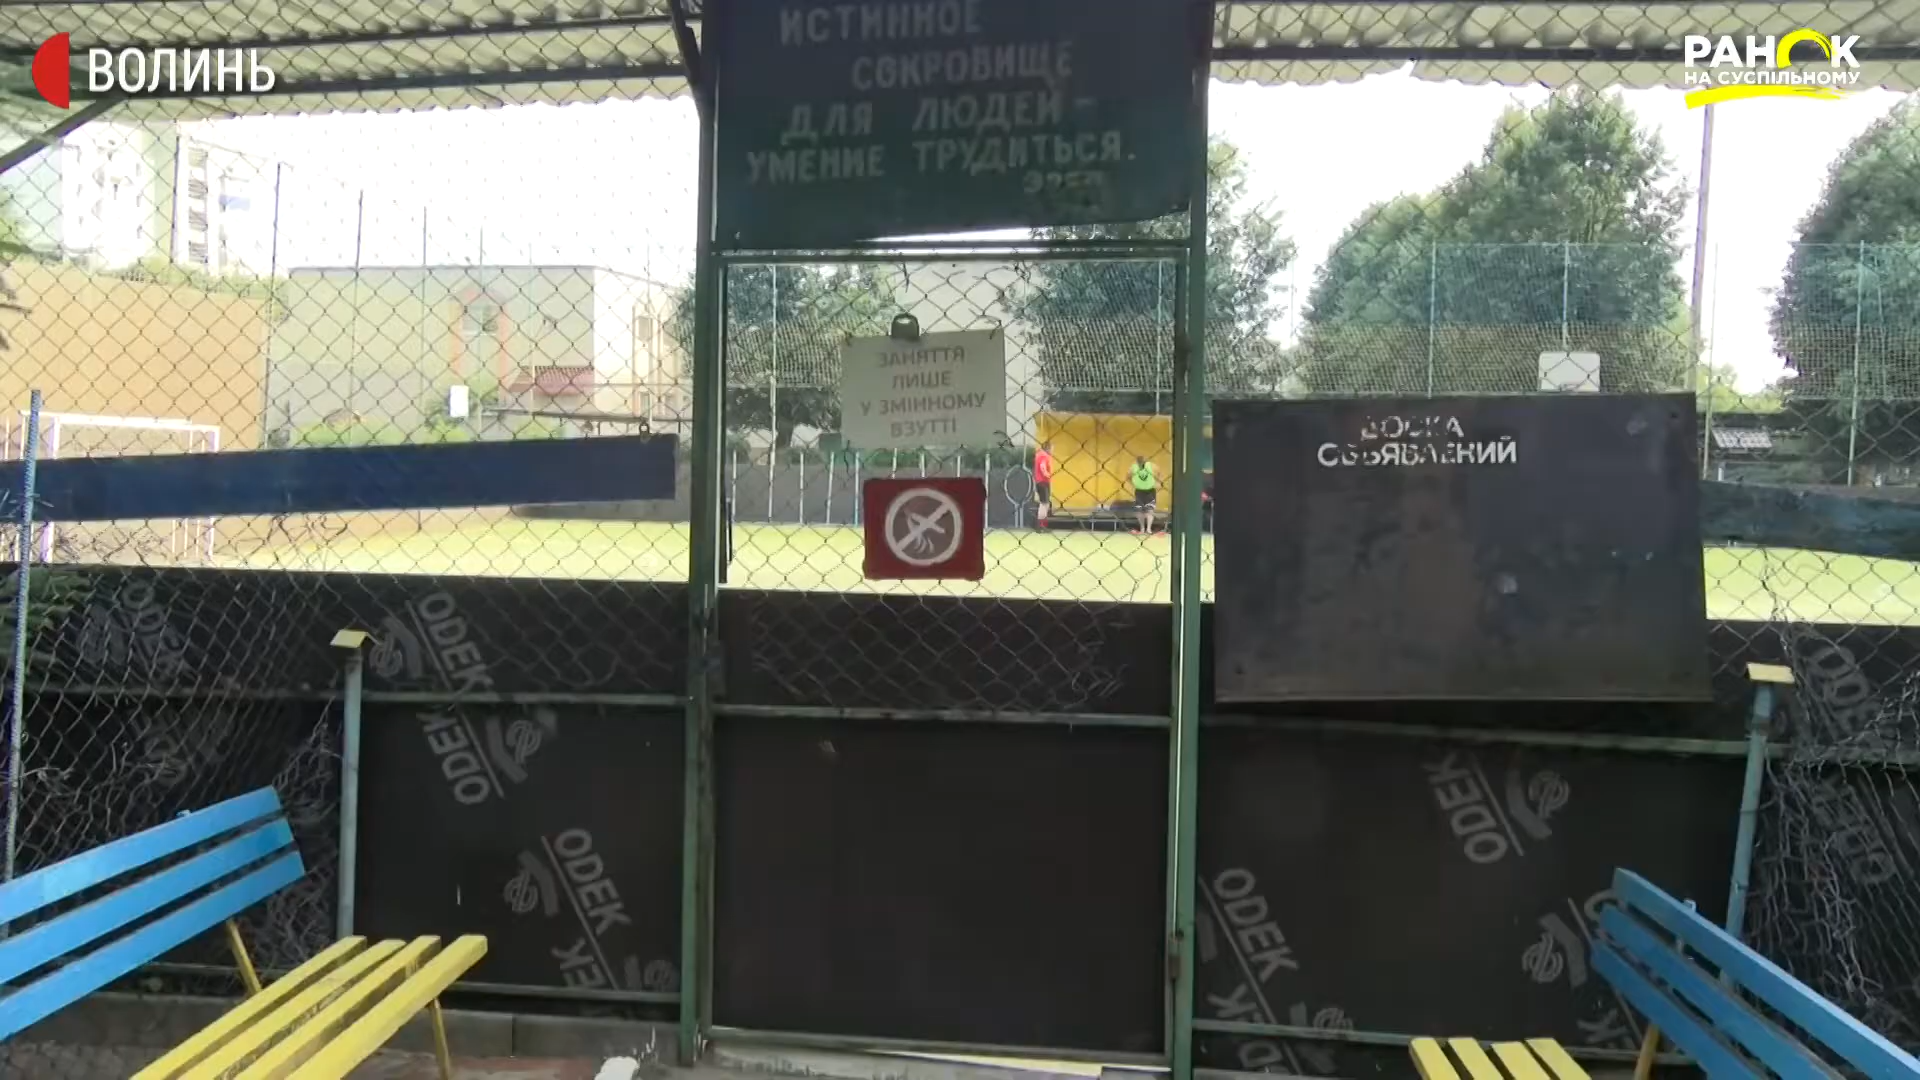 ВОЛИНЬ
РАНОК
НА СУСПІЛЬНОМУ
ИСТИННОЕ
СОКРОВИЩЕ
ДЛЯ ЛЮДЕЙ -
УМЕНИЕ ТРУДИТЬСЯ.
ЗАНЯТТЯ
ЛИШЕ
У ЗМІННОМУ
ВЗУТТІ
ДОСКА
ОБЪЯВЛЕНИЙ
ODEK
ODEK
ODEK
ODEK
ODEK
ODEK
ODEK